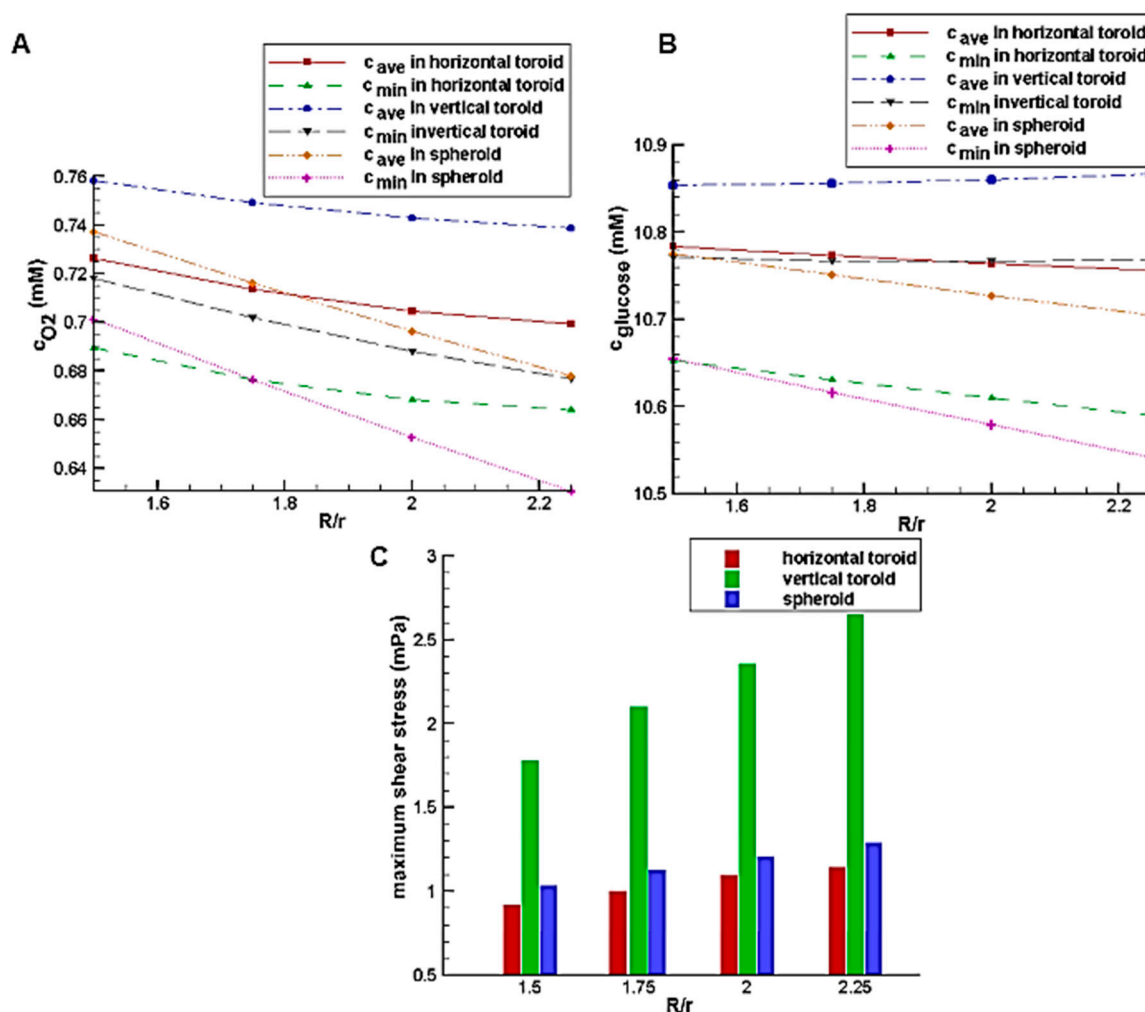 A
c ave in horizontal toroid
c min in horizontal toroid
c ave in vertical toroid
c min invertical toroid
c ave in spheroid
c min in spheroid
0.76
0.74
0.72
0.7
0.68
0.66
0.64
c O2 (mM)
1.6 1.8 2 2.2
R/r
B
c ave in horizontal toroid
c min in horizontal toroid
c ave in vertical toroid
c min invertical toroid
c ave in spheroid
c min in spheroid
10.9
10.8
10.7
10.6
10.5
c glucose (mM)
1.6 1.8 2 2.2
R/r
C
horizontal toroid
vertical toroid
spheroid
3
2.5
2
1.5
1
0.5
maximum shear stress (mPa)
1.5 1.75 2 2.25
R/r